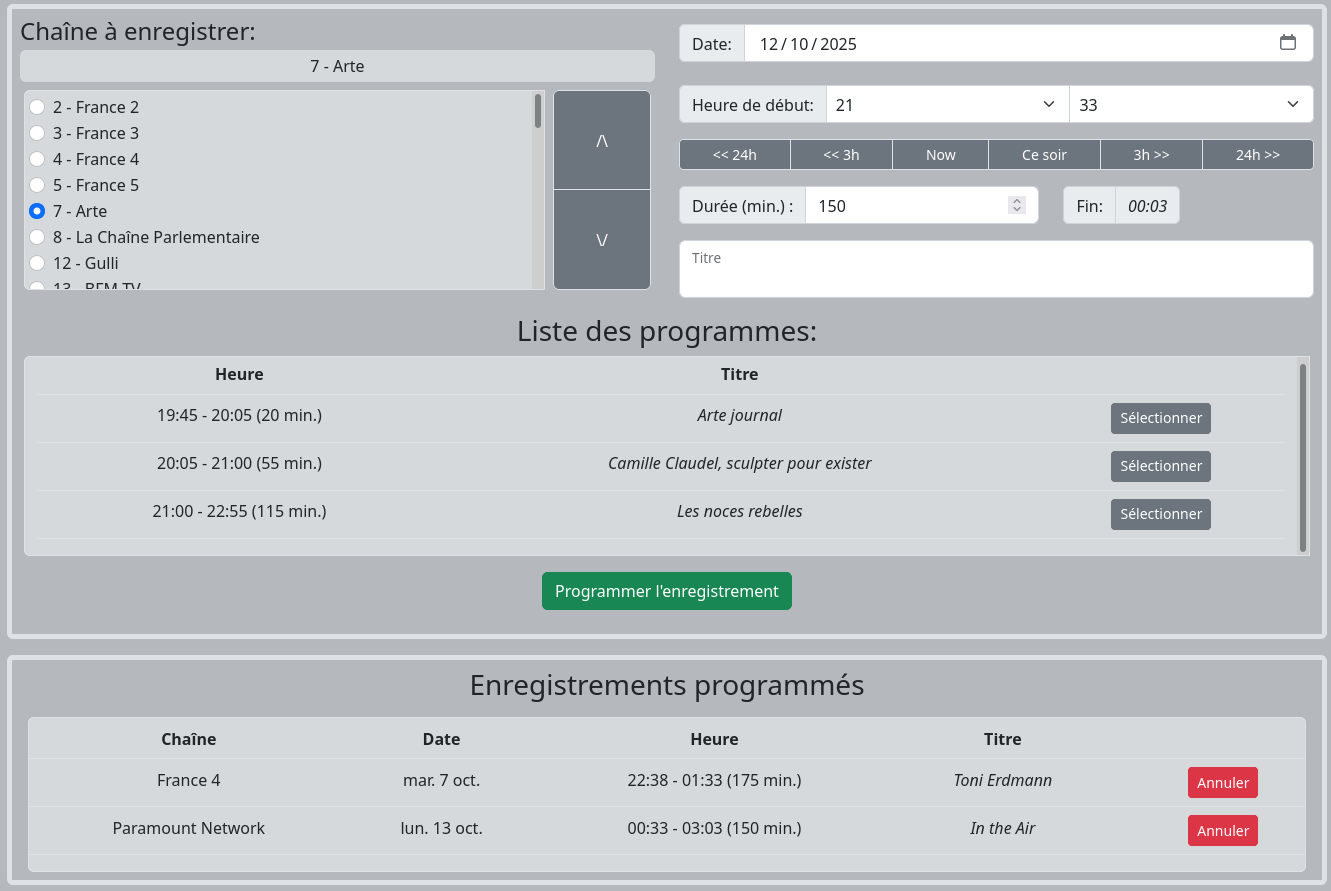 Chaîne à enregistrer:
7 - Arte
2 - France 2
3 - France 3
4 - France 4
5 - France 5
7 - Arte
8 - La Chaîne Parlementaire
12 - Gulli
13 - BFM TV
/\
\/
Date: 12/10/2025
Heure de début: 21 33
<< 24h << 3h Now Ce soir 3h >> 24h >>
Durée (min.) : 150 Fin: 00:03
Titre
Liste des programmes:
Heure Titre
19:45 - 20:05 (20 min.) Arte journal Sélectionner
20:05 - 21:00 (55 min.) Camille Claudel, sculpter pour exister Sélectionner
21:00 - 22:55 (115 min.) Les noces rebelles Sélectionner
Programmer l'enregistrement
Enregistrements programmés
Chaîne Date Heure Titre
France 4 mar. 7 oct. 22:38 - 01:33 (175 min.) Toni Erdmann Annuler
Paramount Network lun. 13 oct. 00:33 - 03:03 (150 min.) In the Air Annuler